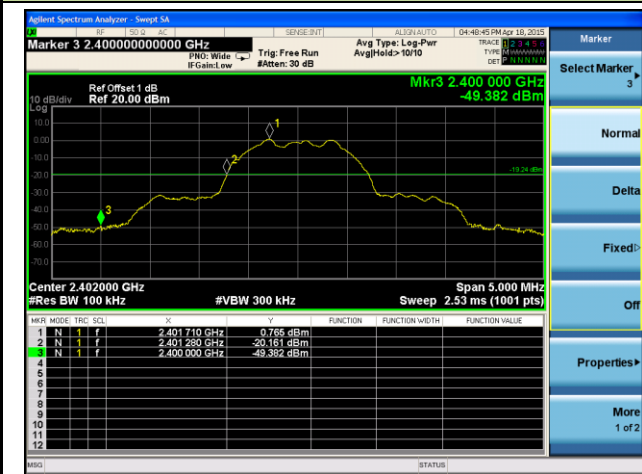 Agilent Spectrum Analyzer - Swept SA
RF 50 Ω AC SENSE:INT ALIGN AUTO 04:48:45 PM Apr 18, 2015
Marker 3 2.400000000000 GHz
PNO: Wide Trig: Free Run
IFGain:Low #Atten: 30 dB
Avg Type: Log-Pwr
Avg|Hold:> 10/10
TRACE 1 2 3 4 5 6
TYPE M
DET P N N N N N
Ref Offset 1 dB
Ref 20.00 dBm
Mkr3 2.400 000 GHz
-49.382 dBm
10 dB/div
Log
10.0
0.00
-10.0
-20.0
-30.0
-40.0
-50.0
-60.0
-70.0
1
2
3
-19.24 dBm
Center 2.402000 GHz Span 5.000 MHz
#Res BW 100 kHz #VBW 300 kHz Sweep 2.53 ms (1001 pts)
MKR MODE TRC SCL X Y FUNCTION FUNCTION WIDTH FUNCTION VALUE
1 N 1 f 2.401 710 GHz 0.765 dBm
2 N 1 f 2.401 280 GHz -20.161 dBm
3 N 1 f 2.400 000 GHz -49.382 dBm
4
5
6
7
8
9
10
11
12
MSG STATUS
Marker
Select Marker
3
Normal
Delta
Fixed
Off
Properties
More
1 of 2